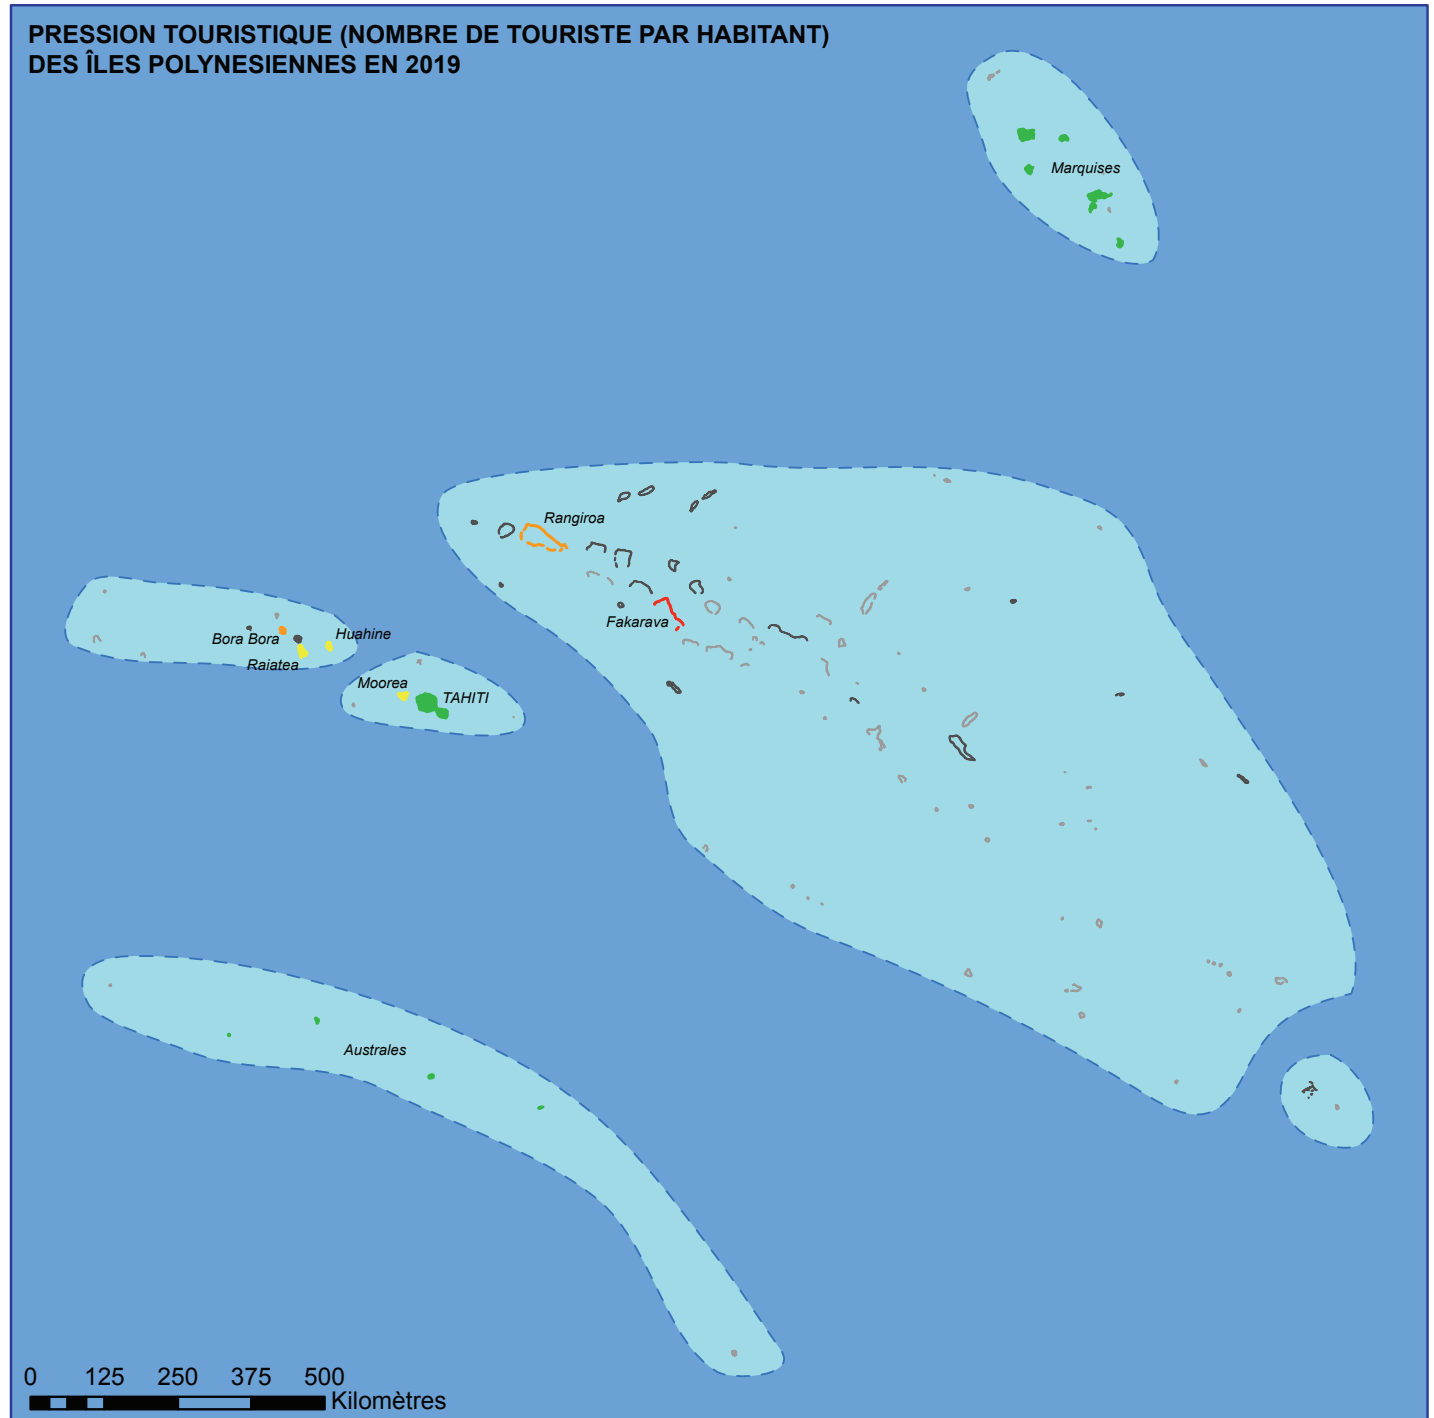 PRESSION TOURISTIQUE (NOMBRE DE TOURISTE PAR HABITANT)
DES ÎLES POLYNESIENNES EN 2019
Marquises
Rangiroa
Fakarava
Bora Bora
Huahine
Raiatea
Moorea
TAHITI
Australes
0 125 250 375 500
Kilomètres